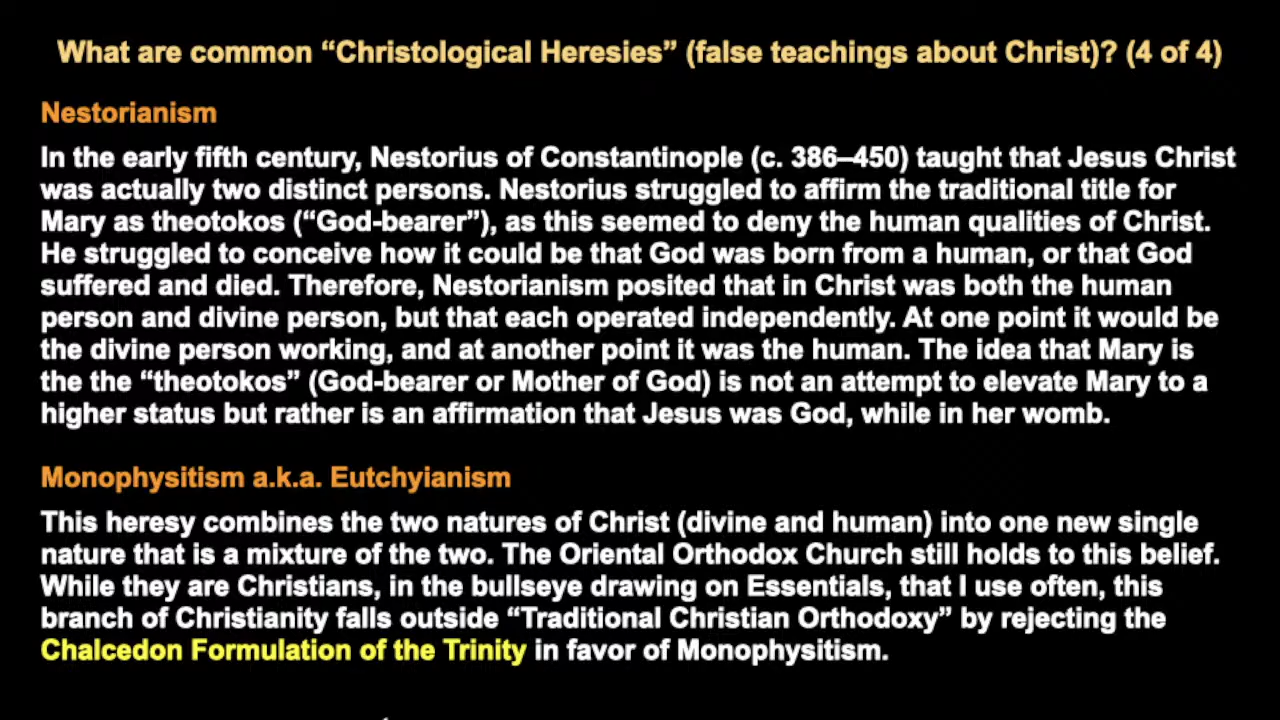 What are common “Christological Heresies” (false teachings about Christ)? (4 of 4)
Nestorianism
In the early fifth century, Nestorius of Constantinople (c. 386–450) taught that Jesus Christ
was actually two distinct persons. Nestorius struggled to affirm the traditional title for
Mary as theotokos (“God-bearer”), as this seemed to deny the human qualities of Christ.
He struggled to conceive how it could be that God was born from a human, or that God
suffered and died. Therefore, Nestorianism posited that in Christ was both the human
person and divine person, but that each operated independently. At one point it would be
the divine person working, and at another point it was the human. The idea that Mary is
the the “theotokos” (God-bearer or Mother of God) is not an attempt to elevate Mary to a
higher status but rather is an affirmation that Jesus was God, while in her womb.
Monophysitism a.k.a. Eutchyianism
This heresy combines the two natures of Christ (divine and human) into one new single
nature that is a mixture of the two. The Oriental Orthodox Church still holds to this belief.
While they are Christians, in the bullseye drawing on Essentials, that I use often, this
branch of Christianity falls outside “Traditional Christian Orthodoxy” by rejecting the
Chalcedon Formulation of the Trinity in favor of Monophysitism.